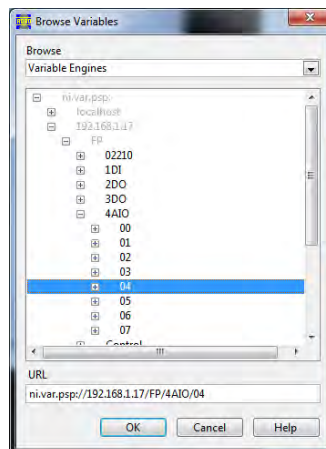 Browse Variables
Browse
Variable Engines
ni.var.psp:
localhost
192.168.1.17
FP
02210
1DI
2DO
3DO
4AIO
00
01
02
03
04
05
06
07
Control
URL
ni.var.psp://192.168.1.17/FP/4AIO/04
OK Cancel Help